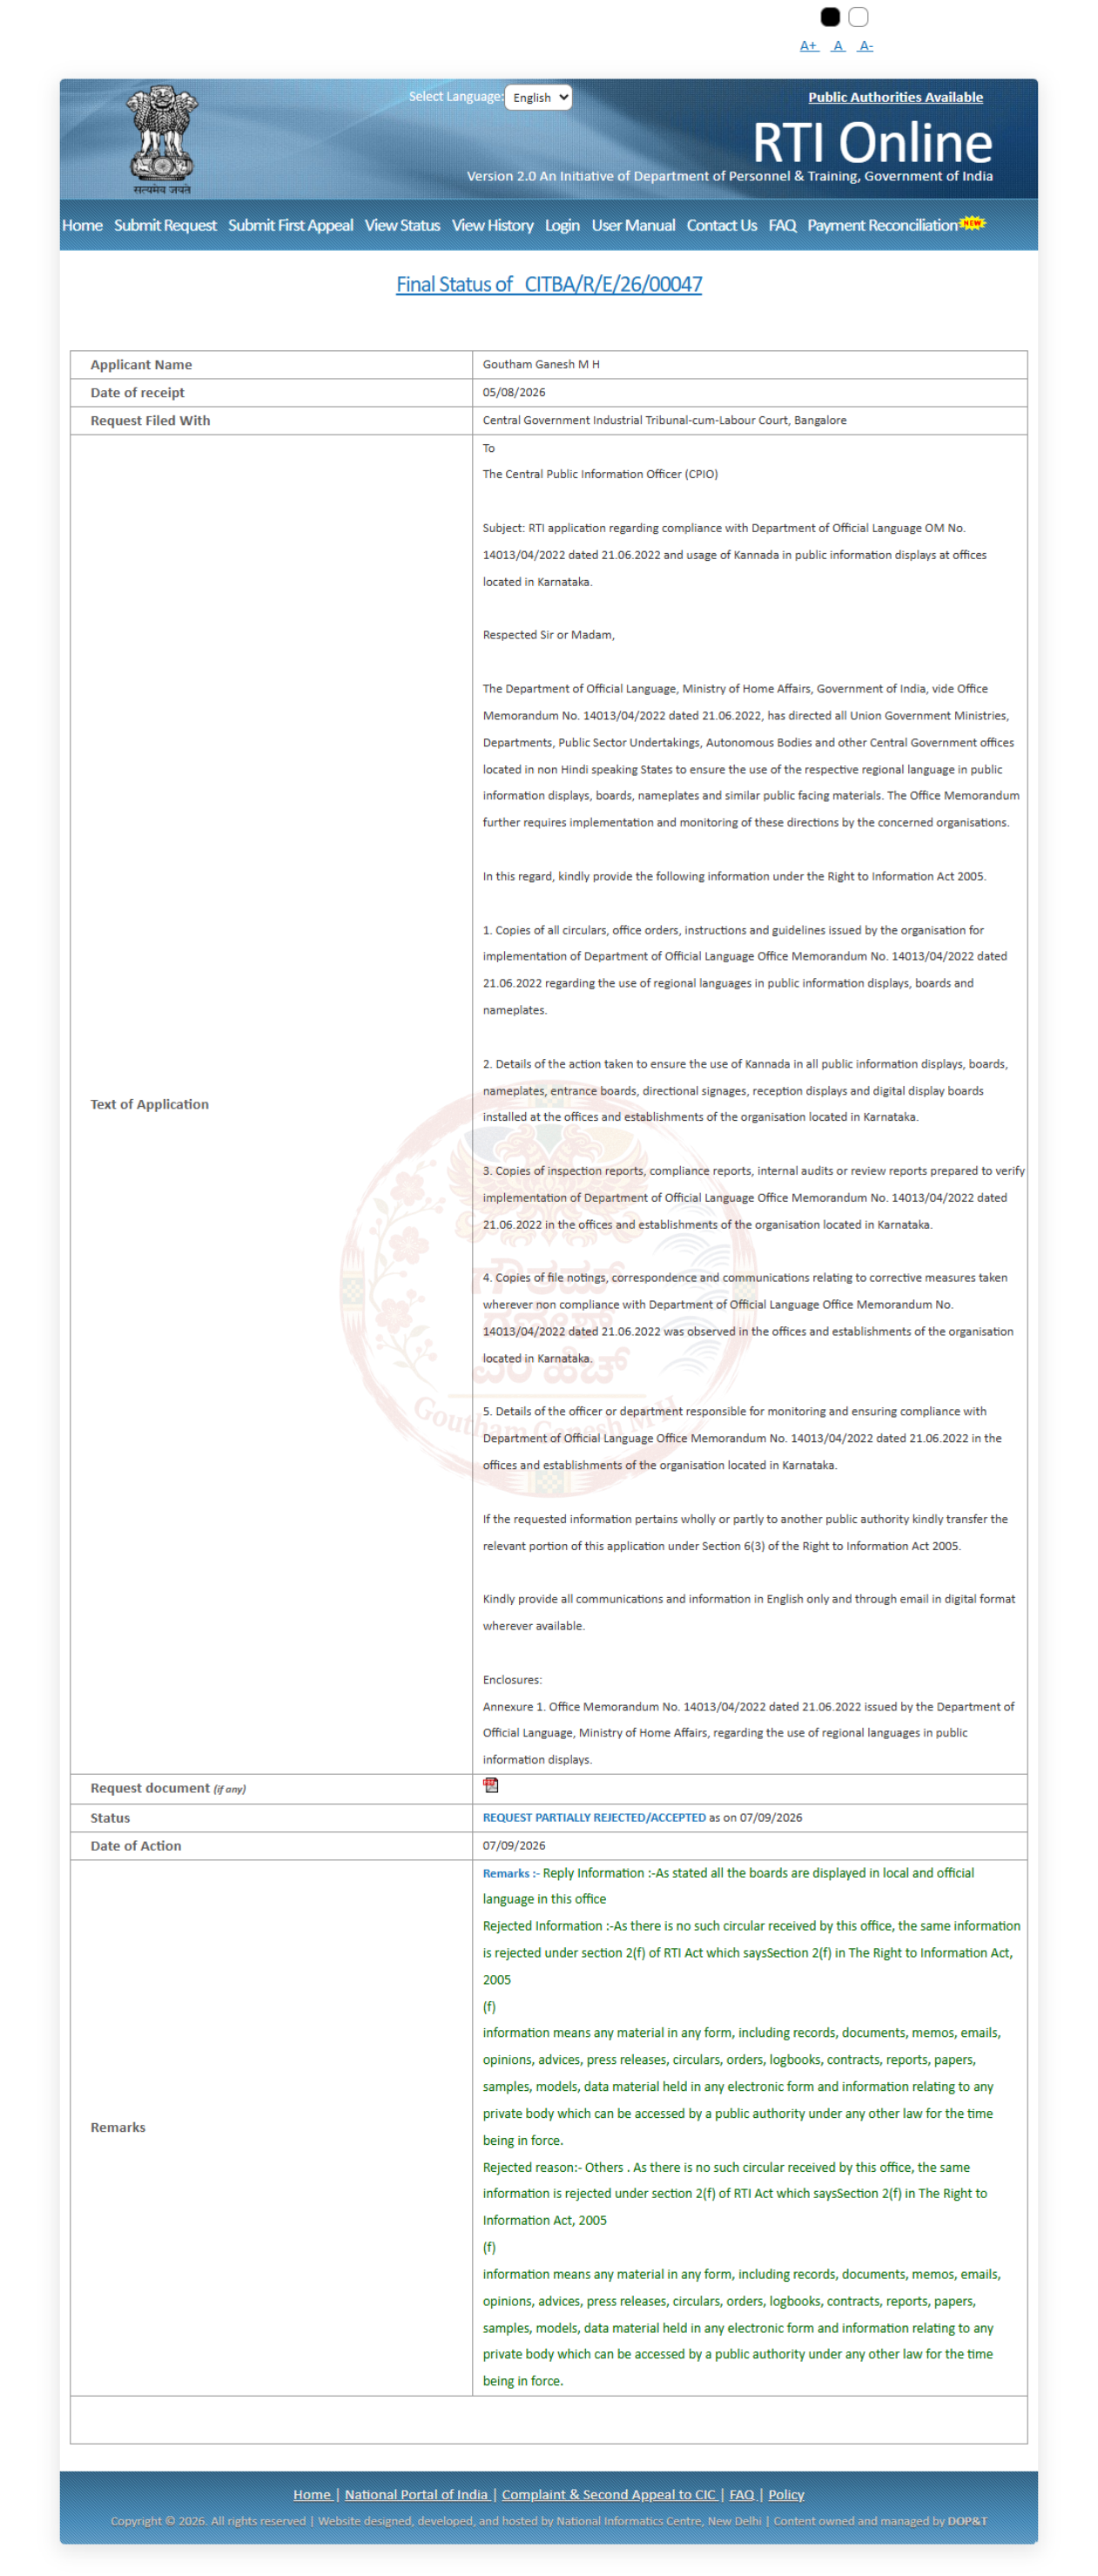 A+ A A-
Select Language: English
Public Authorities Available
RTI Online
Version 2.0 An Initiative of Department of Personnel & Training, Government of India
सत्यमेव जयते
Home Submit Request Submit First Appeal View Status View History Login User Manual Contact Us FAQ Payment Reconciliation NEW
Final Status of CITBA/R/E/26/00047
Applicant Name Goutham Ganesh M H
Date of receipt 05/08/2026
Request Filed With Central Government Industrial Tribunal-cum-Labour Court, Bangalore
Text of Application
To
The Central Public Information Officer (CPIO)
Subject: RTI application regarding compliance with Department of Official Language OM No.
14013/04/2022 dated 21.06.2022 and usage of Kannada in public information displays at offices
located in Karnataka.
Respected Sir or Madam,
The Department of Official Language, Ministry of Home Affairs, Government of India, vide Office
Memorandum No. 14013/04/2022 dated 21.06.2022, has directed all Union Government Ministries,
Departments, Public Sector Undertakings, Autonomous Bodies and other Central Government offices
located in non Hindi speaking States to ensure the use of the respective regional language in public
information displays, boards, nameplates and similar public facing materials. The Office Memorandum
further requires implementation and monitoring of these directions by the concerned organisations.
In this regard, kindly provide the following information under the Right to Information Act 2005.
1. Copies of all circulars, office orders, instructions and guidelines issued by the organisation for
implementation of Department of Official Language Office Memorandum No. 14013/04/2022 dated
21.06.2022 regarding the use of regional languages in public information displays, boards and
nameplates.
2. Details of the action taken to ensure the use of Kannada in all public information displays, boards,
nameplates, entrance boards, directional signages, reception displays and digital display boards
installed at the offices and establishments of the organisation located in Karnataka.
3. Copies of inspection reports, compliance reports, internal audits or review reports prepared to verify
implementation of Department of Official Language Office Memorandum No. 14013/04/2022 dated
21.06.2022 in the offices and establishments of the organisation located in Karnataka.
4. Copies of file notings, correspondence and communications relating to corrective measures taken
wherever non compliance with Department of Official Language Office Memorandum No.
14013/04/2022 dated 21.06.2022 was observed in the offices and establishments of the organisation
located in Karnataka.
5. Details of the officer or department responsible for monitoring and ensuring compliance with
Department of Official Language Office Memorandum No. 14013/04/2022 dated 21.06.2022 in the
offices and establishments of the organisation located in Karnataka.
If the requested information pertains wholly or partly to another public authority kindly transfer the
relevant portion of this application under Section 6(3) of the Right to Information Act 2005.
Kindly provide all communications and information in English only and through email in digital format
wherever available.
Enclosures:
Annexure 1. Office Memorandum No. 14013/04/2022 dated 21.06.2022 issued by the Department of
Official Language, Ministry of Home Affairs, regarding the use of regional languages in public
information displays.
ಗೌತಮ್
ಗಣೇಶ್
ಎಂ ಹೆಚ್
Goutham Ganesh M H
Request document (if any)
Status REQUEST PARTIALLY REJECTED/ACCEPTED as on 07/09/2026
Date of Action 07/09/2026
Remarks
Remarks :- Reply Information :-As stated all the boards are displayed in local and official
language in this office
Rejected Information :-As there is no such circular received by this office, the same information
is rejected under section 2(f) of RTI Act which saysSection 2(f) in The Right to Information Act,
2005
(f)
information means any material in any form, including records, documents, memos, emails,
opinions, advices, press releases, circulars, orders, logbooks, contracts, reports, papers,
samples, models, data material held in any electronic form and information relating to any
private body which can be accessed by a public authority under any other law for the time
being in force.
Rejected reason:- Others . As there is no such circular received by this office, the same
information is rejected under section 2(f) of RTI Act which saysSection 2(f) in The Right to
Information Act, 2005
(f)
information means any material in any form, including records, documents, memos, emails,
opinions, advices, press releases, circulars, orders, logbooks, contracts, reports, papers,
samples, models, data material held in any electronic form and information relating to any
private body which can be accessed by a public authority under any other law for the time
being in force.
Home | National Portal of India | Complaint & Second Appeal to CIC | FAQ | Policy
Copyright © 2026. All rights reserved | Website designed, developed, and hosted by National Informatics Centre, New Delhi | Content owned and managed by DOP&T